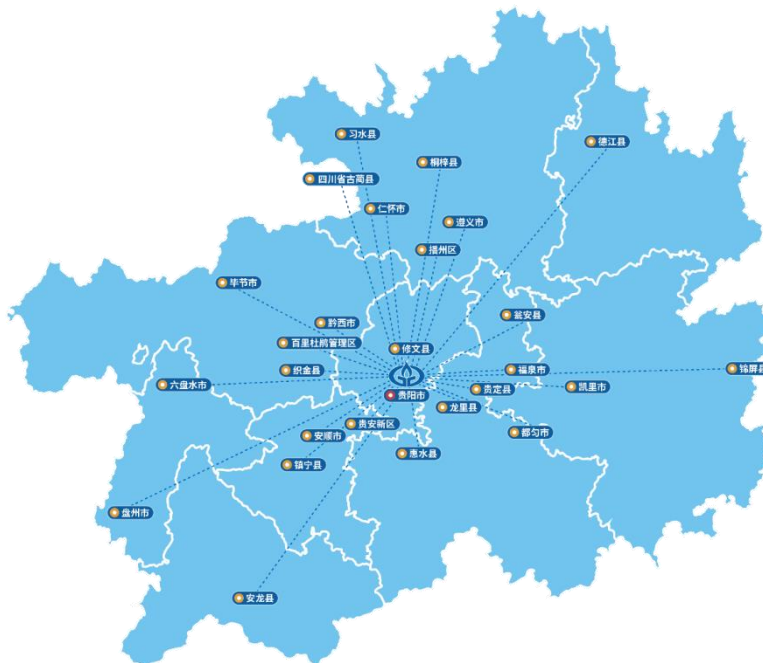 习水县
德江县
桐梓县
四川省古蔺县
仁怀市
遵义市
播州区
毕节市
瓮安县
黔西市
百里杜鹃管理区
修文县
织金县
福泉市
锦屏县
六盘水市
贵定县
凯里市
贵阳市
龙里县
贵安新区
安顺市
都匀市
惠水县
镇宁县
盘州市
安龙县